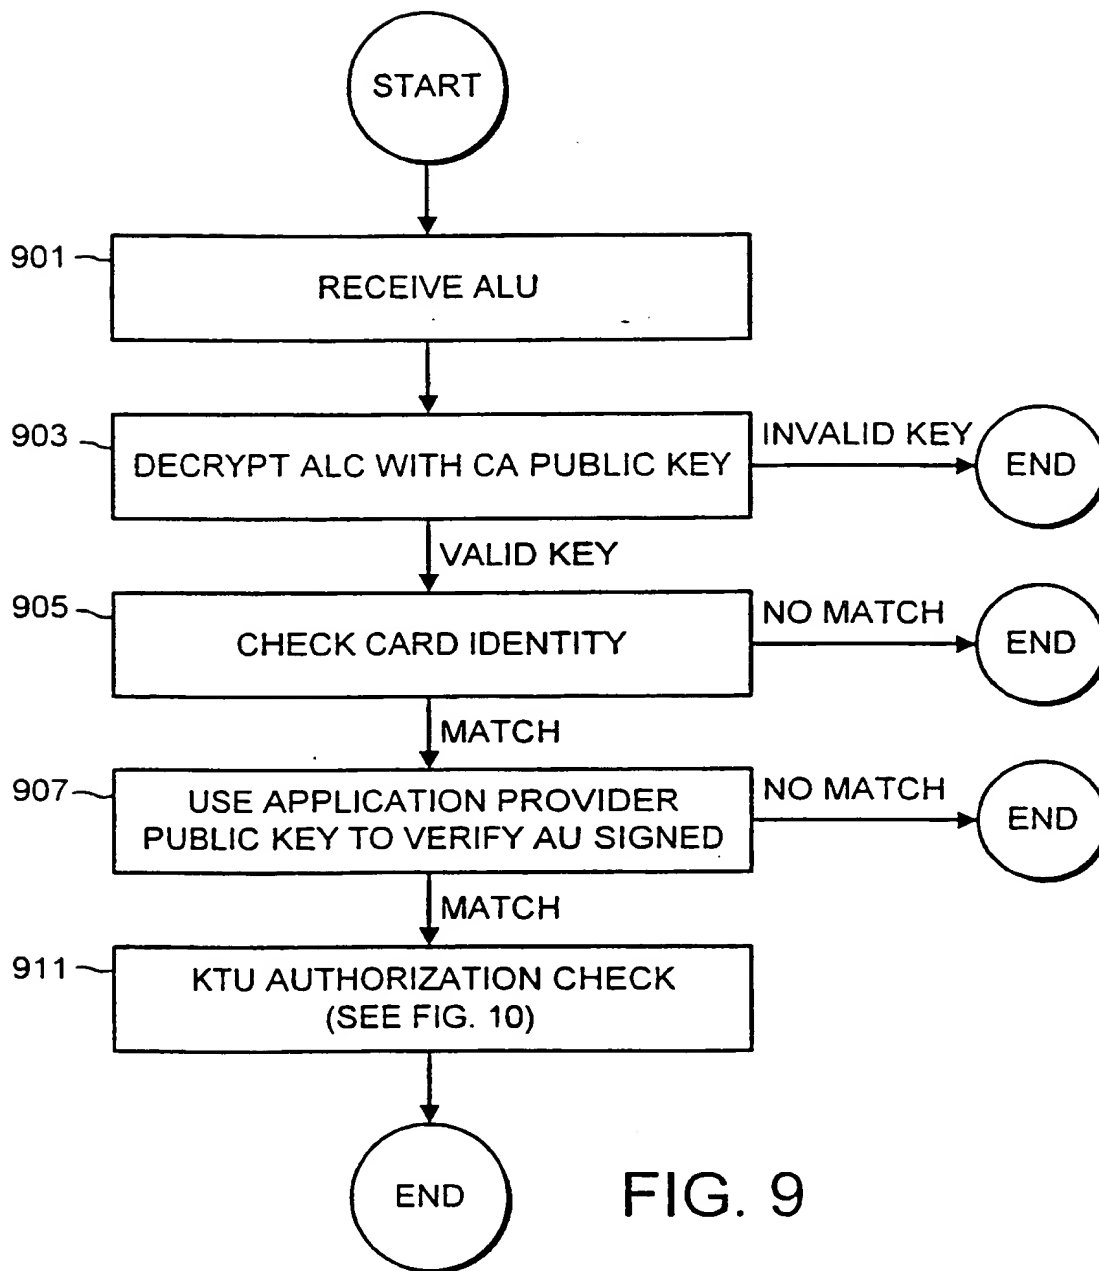 START
901
RECEIVE ALU
903
DECRYPT ALC WITH CA PUBLIC KEY
INVALID KEY
END
VALID KEY
905
CHECK CARD IDENTITY
NO MATCH
END
MATCH
907
USE APPLICATION PROVIDER
PUBLIC KEY TO VERIFY AU SIGNED
NO MATCH
END
MATCH
911
KTU AUTHORIZATION CHECK
(SEE FIG. 10)
END
FIG. 9